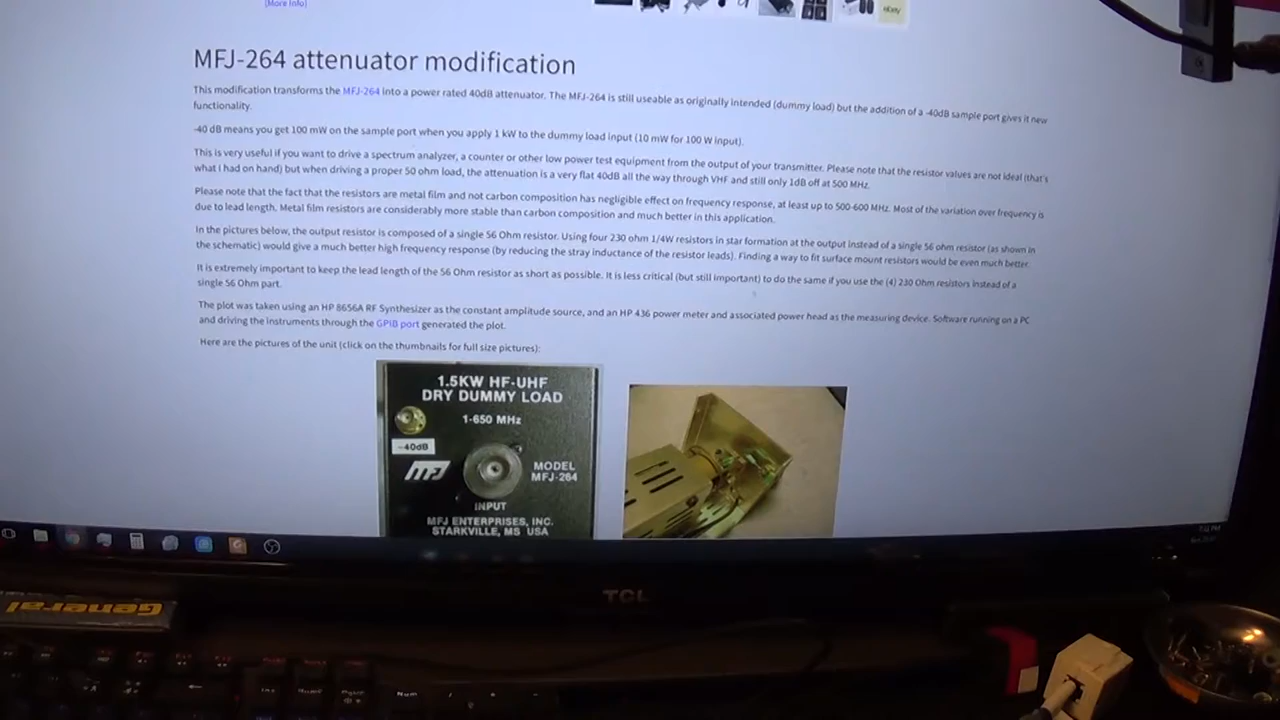 [More Info]
ebay
MFJ-264 attenuator modification
This modification transforms the MFJ-264 into a power rated 40dB attenuator. The MFJ-264 is still useable as originally intended (dummy load) but the addition of a -40dB sample port gives it new
functionality.
-40 dB means you get 100 mW on the sample port when you apply 1 kW to the dummy load input (10 mW for 100 W input).
This is very useful if you want to drive a spectrum analyzer, a counter or other low power test equipment from the output of your transmitter. Please note that the resistor values are not ideal (that's
what I had on hand) but when driving a proper 50 ohm load, the attenuation is a very flat 40dB all the way through VHF and still only 1dB off at 500 MHz.
Please note that the fact that the resistors are metal film and not carbon composition has negligible effect on frequency response, at least up to 500-600 MHz. Most of the variation over frequency is
due to lead length. Metal film resistors are considerably more stable than carbon composition and much better in this application.
In the pictures below, the output resistor is composed of a single 56 Ohm resistor. Using four 230 ohm 1/4W resistors in star formation at the output instead of a single 56 ohm resistor (as shown in
the schematic) would give a much better high frequency response (by reducing the stray inductance of the resistor leads). Finding a way to fit surface mount resistors would be even much better.
It is extremely important to keep the lead length of the 56 Ohm resistor as short as possible. It is less critical (but still important) to do the same if you use the (4) 230 Ohm resistors instead of a
single 56 Ohm part.
The plot was taken using an HP 8656A RF Synthesizer as the constant amplitude source, and an HP 436 power meter and associated power head as the measuring device. Software running on a PC
and driving the instruments through the GPIB port generated the plot.
Here are the pictures of the unit (click on the thumbnails for full size pictures):
1.5KW HF-UHF
DRY DUMMY LOAD
1-650 MHz
-40dB
MFJ
MODEL
MFJ-264
INPUT
MFJ ENTERPRISES, INC.
STARKVILLE, MS USA
TCL
General
Home
Num